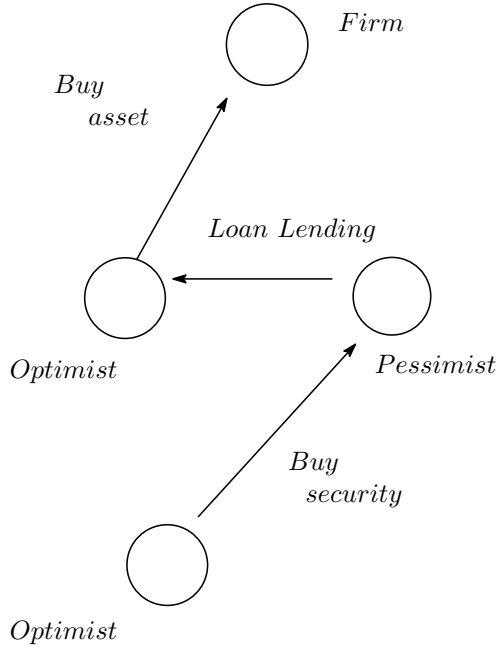 Firm
Buy
asset
Loan Lending
Optimist
Pessimist
Buy
security
Optimist